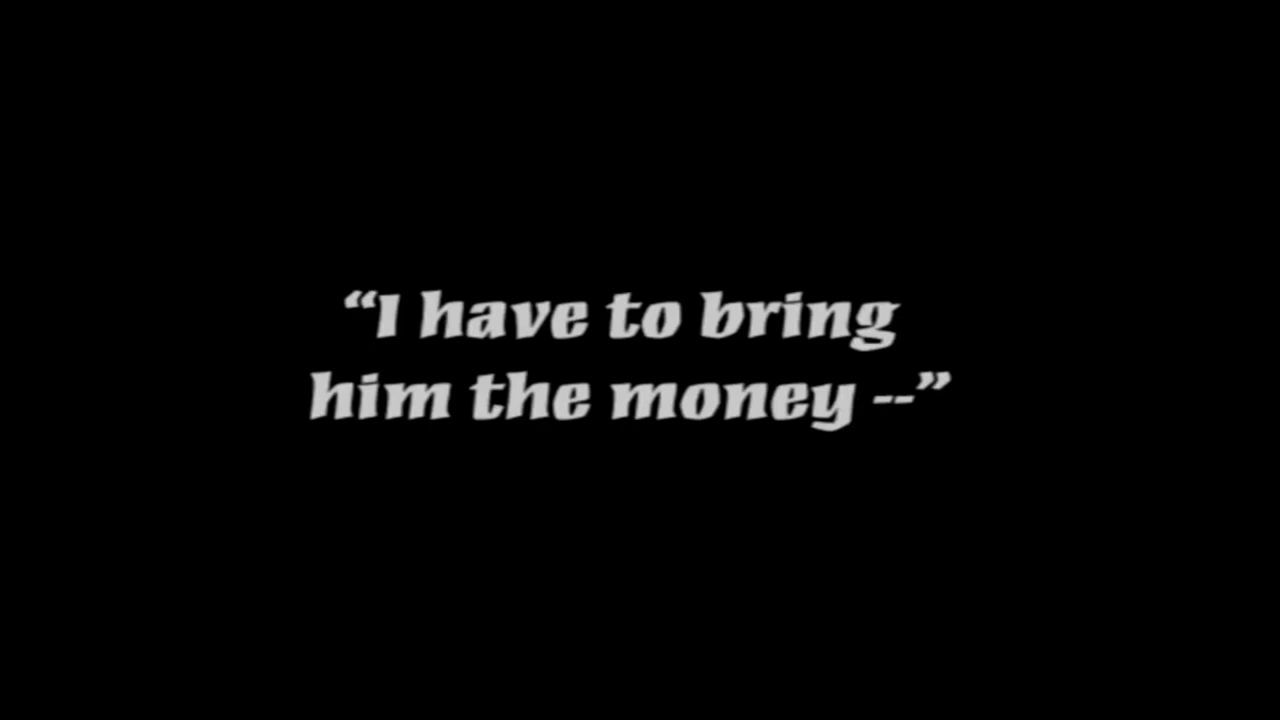 “I have to bring
him the money --”